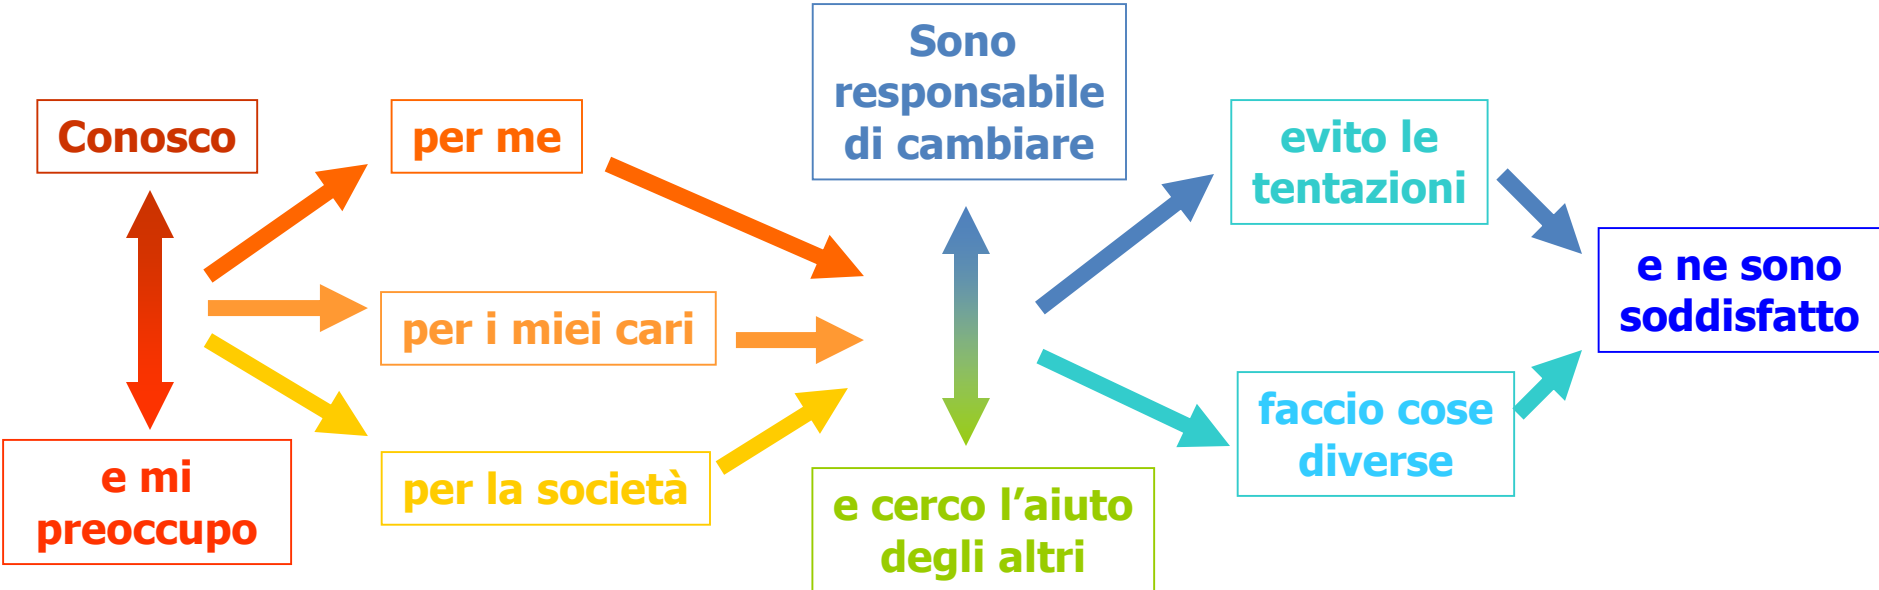 Conosco
e mi
preoccupo
per me
per i miei cari
per la società
Sono
responsabile
di cambiare
e cerco l’aiuto
degli altri
evito le
tentazioni
faccio cose
diverse
e ne sono
soddisfatto